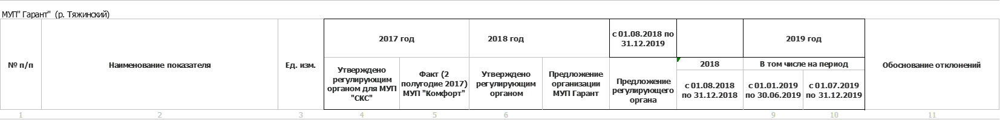 МУП" Гарант" (р. Тяжинский)
№ п/п
Наименование показателя
Ед. изм.
2017 год
2018 год
с 01.08.2018 по
31.12.2019
2019 год
Обоснование отклонений
Утверждено
регулирующим
органом для МУП
"СКС"
Факт (2
полугодие 2017)
МУП "Комфорт"
Утверждено
регулирующим
органом
Предложение
организации
МУП Гарант
Предложение
регулирующего
органа
2018
с 01.08.2018
по 31.12.2018
В том числе на период
с 01.01.2019
по 30.06.2019
с 01.07.2019
по 31.12.2019
1 2 3 4 5 6 9 10 11